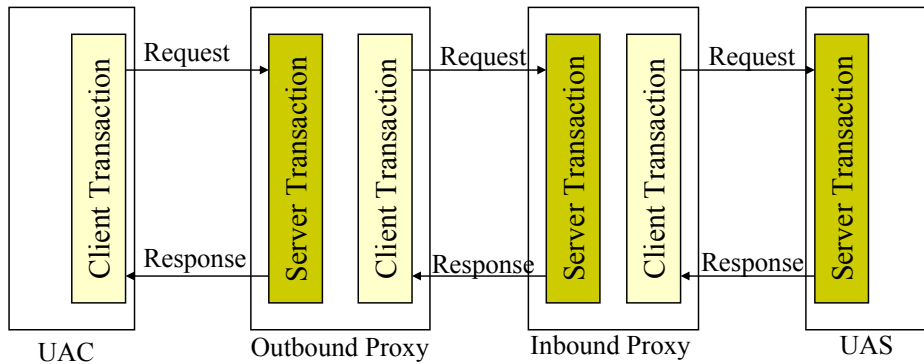 Request
Request
Request
Client Transaction
Server Transaction
Client Transaction
Server Transaction
Client Transaction
Server Transaction
Response
Response
Response
UAC
Outbound Proxy
Inbound Proxy
UAS